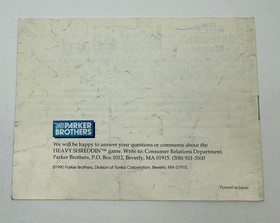 PARKER
BROTHERS
We will be happy to answer your questions or comments about the
HEAVY SHREDDIN'™ game. Write to: Consumer Relations Department,
Parker Brothers, P.O. Box 1012, Beverly, MA 01915. (508) 921-3500
©1990 Parker Brothers, Division of Tonka Corporation, Beverly, MA 01915.
Printed in Japan